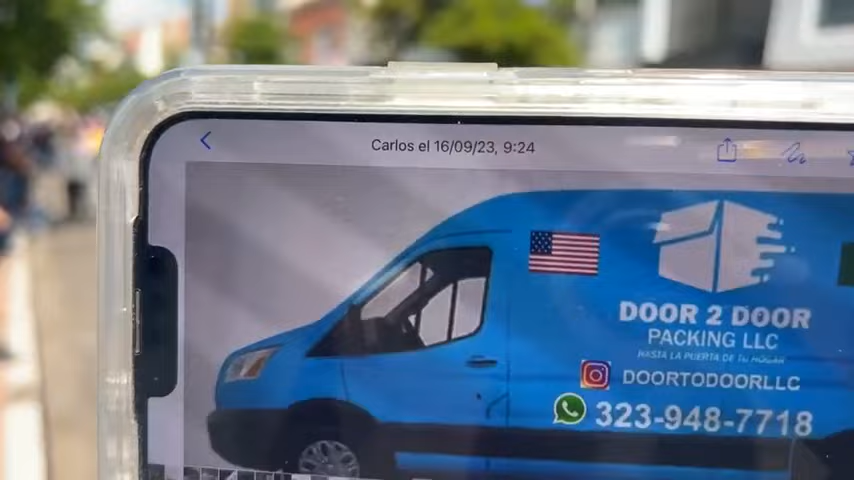 Carlos el 16/09/23, 9:24
DOOR 2 DOOR
PACKING LLC
HASTA LA PUERTA DE TU HOGAR
DOORTODOORLLC
323-948-7718